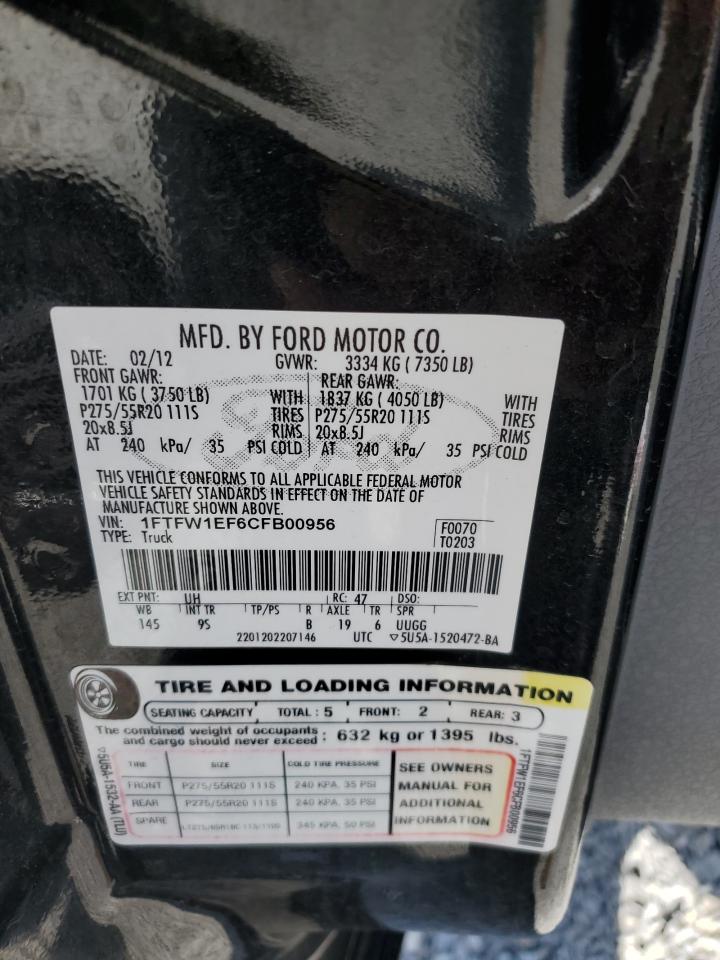 MFD. BY FORD MOTOR CO.
DATE: 02/12 GVWR: 3334 KG ( 7350 LB)
FRONT GAWR: REAR GAWR:
1701 KG ( 3750 LB) WITH 1837 KG ( 4050 LB) WITH
P275/55R20 111S TIRES P275/55R20 111S TIRES
20x8.5J RIMS 20x8.5J RIMS
AT 240 kPa/ 35 PSI COLD AT 240 kPa/ 35 PSI COLD
THIS VEHICLE CONFORMS TO ALL APPLICABLE FEDERAL MOTOR
VEHICLE SAFETY STANDARDS IN EFFECT ON THE DATE OF
MANUFACTURE SHOWN ABOVE.
VIN: 1FTFW1EF6CFB00956 F0070
TYPE: Truck T0203
EXT PNT: UH RC: 47 DSO:
WB INT TR TP/PS R AXLE TR SPR
145 9S B 19 6 UUGG
2201202207146 UTC ▽5U5A-1520472-BA
TIRE AND LOADING INFORMATION
SEATING CAPACITY TOTAL : 5 FRONT: 2 REAR: 3
The combined weight of occupants
and cargo should never exceed : 632 kg or 1395 lbs.
TIRE SIZE COLD TIRE PRESSURE
FRONT P275/55R20 111S 240 KPA, 35 PSI
REAR P275/55R20 111S 240 KPA, 35 PSI
SPARE 345 KPA, 50 PSI
SEE OWNERS
MANUAL FOR
ADDITIONAL
INFORMATION
▽5U5A-1532-AA (TLU)
1FTFW1EF6CFB00956